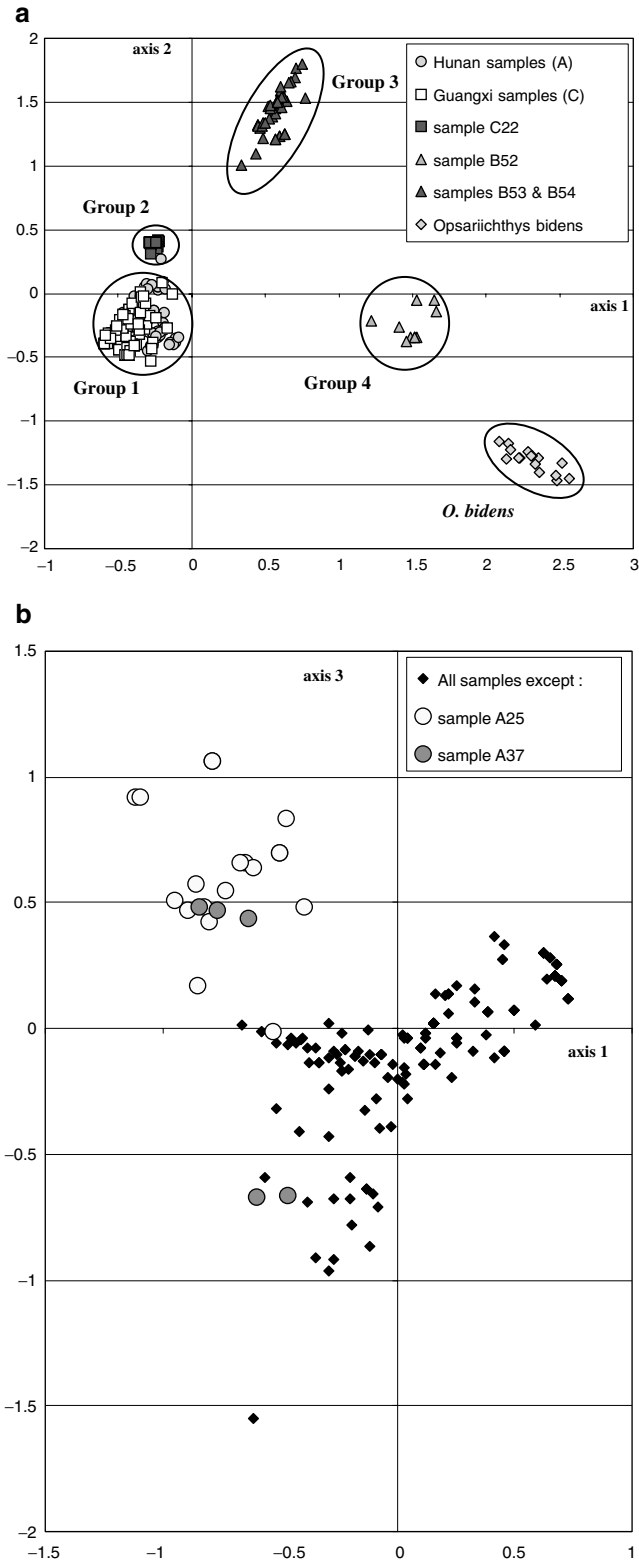 a
2
1.5
1
0.5
0
−0.5
−1
−1.5
−2
axis 2
Group 3
Hunan samples (A)
Guangxi samples (C)
sample C22
sample B52
samples B53 & B54
Opsariichthys bidens
Group 2
axis 1
Group 1
Group 4
O. bidens
−1 −0.5 0 0.5 1 1.5 2 2.5 3
b
1.5
1
0.5
0
−0.5
−1
−1.5
−2
axis 3
All samples except :
sample A25
sample A37
axis 1
−1.5 −1 −0.5 0 0.5 1